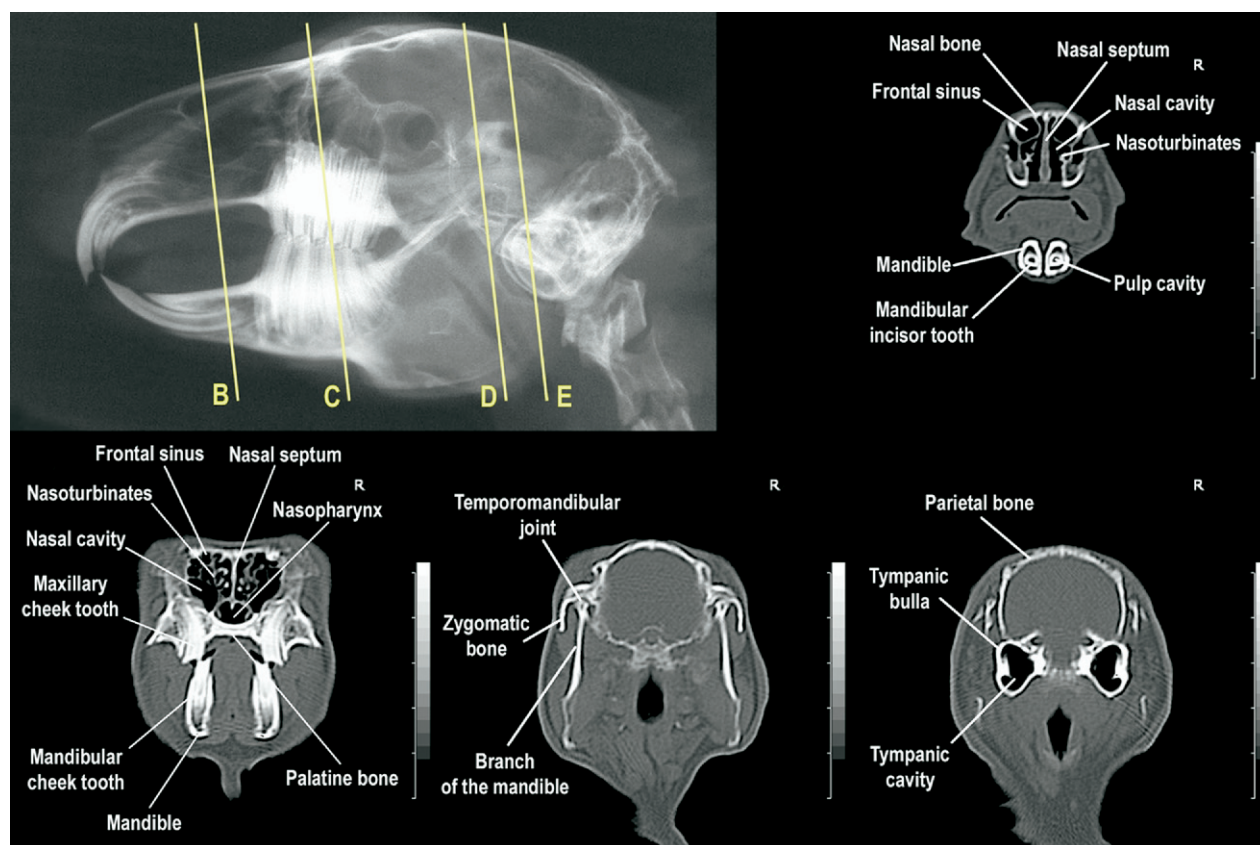 B
C
D
E
Nasal bone
Nasal septum
R
Frontal sinus
Nasal cavity
Nasoturbinates
Mandible
Pulp cavity
Mandibular
incisor tooth
Frontal sinus
Nasal septum
R
Nasoturbinates
Nasopharynx
Nasal cavity
Maxillary
cheek tooth
Mandibular
cheek tooth
Palatine bone
Mandible
Temporomandibular
joint
R
Zygomatic
bone
Branch
of the mandible
Parietal bone
R
Tympanic
bulla
Tympanic
cavity